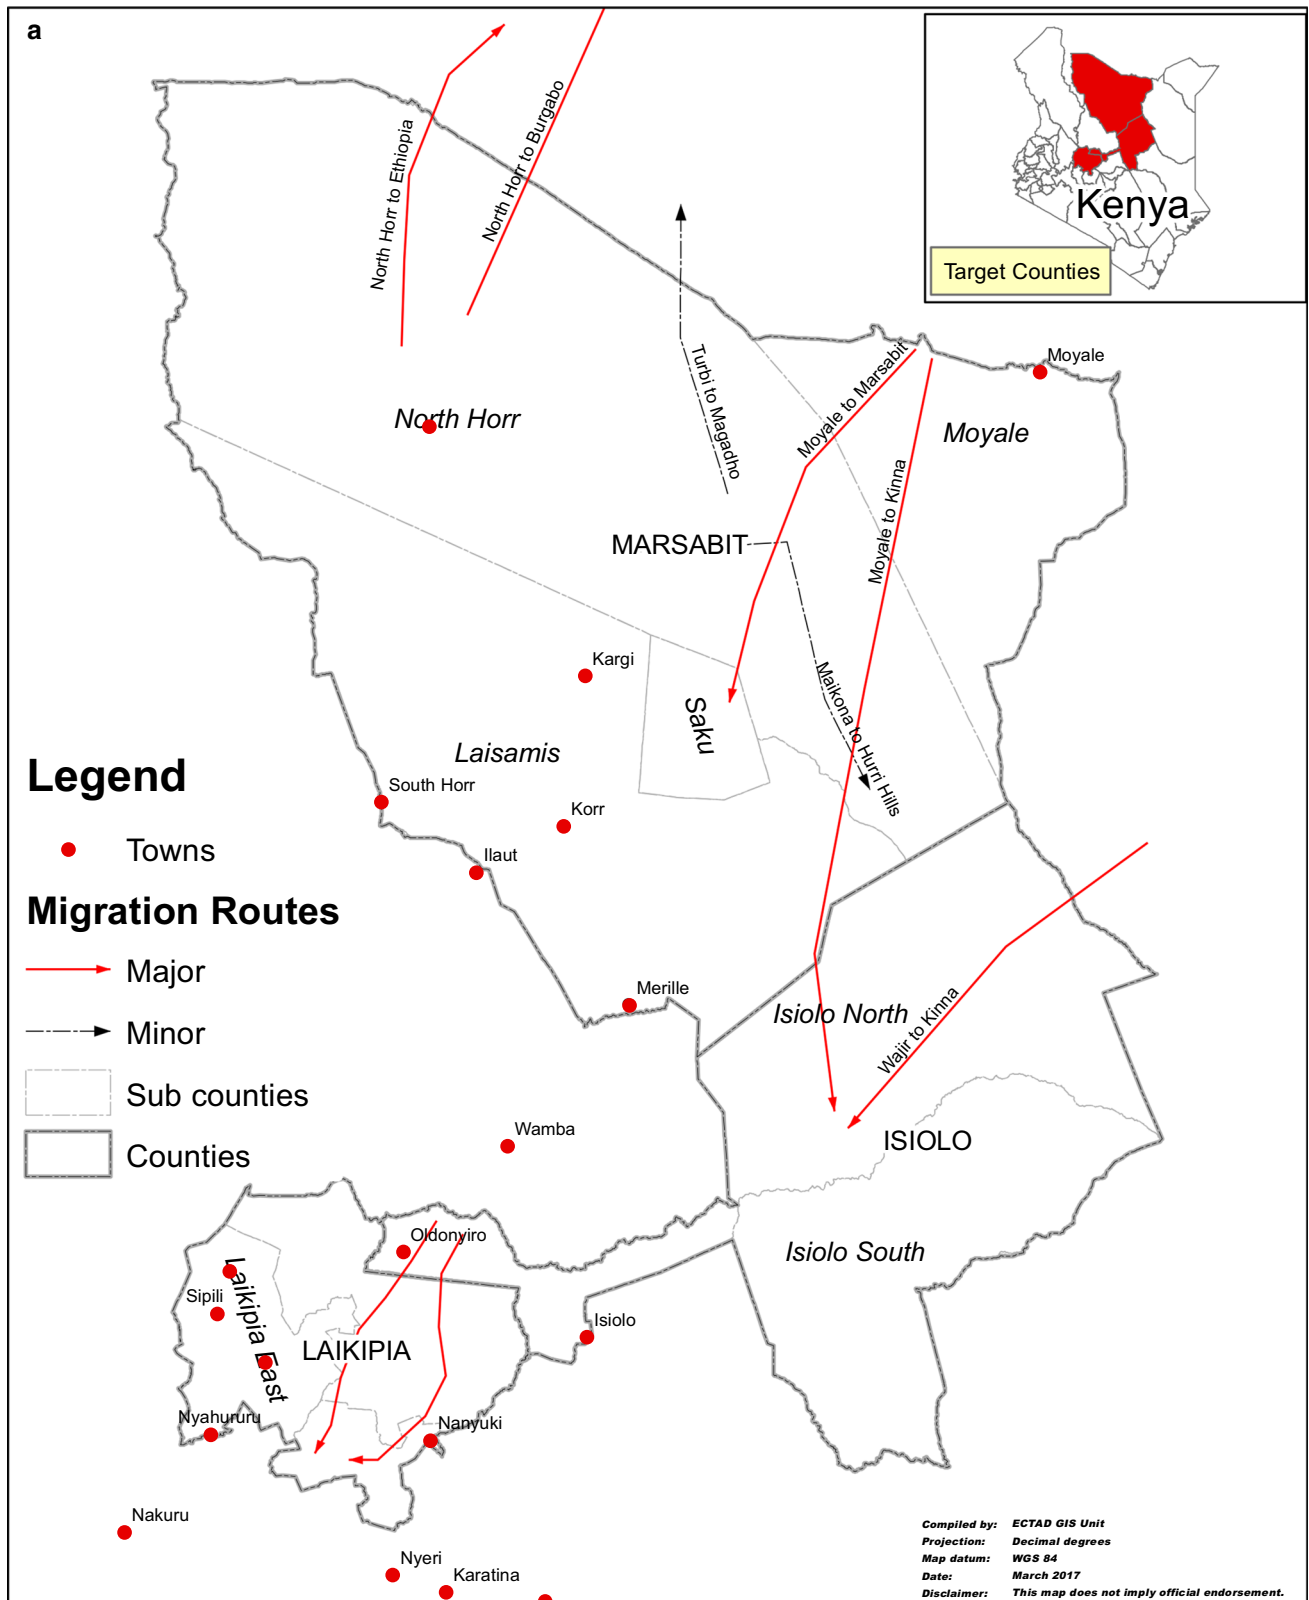 a
North Horr to Ethiopia
North Horr to Burgabo
Kenya
Target Counties
Turbi to Magadho
Moyale to Marsabit
Moyale
North Horr
Moyale
Moyale to Kinna
MARSABIT
Kargi
Maikona to Hurri Hills
Saku
Laisamis
Legend
South Horr
Korr
Towns
Ilaut
Migration Routes
Major
Merille
Isiolo North
Wajir to Kinna
Minor
Sub counties
Wamba
ISIOLO
Counties
Oldonyiro
Isiolo South
Laikipia East
Sipili
Isiolo
LAIKIPIA
Nyahururu
Nanyuki
Nakuru
Nyeri
Karatina
Compiled by: ECTAD GIS Unit
Projection: Decimal degrees
Map datum: WGS 84
Date: March 2017
Disclaimer: This map does not imply official endorsement.